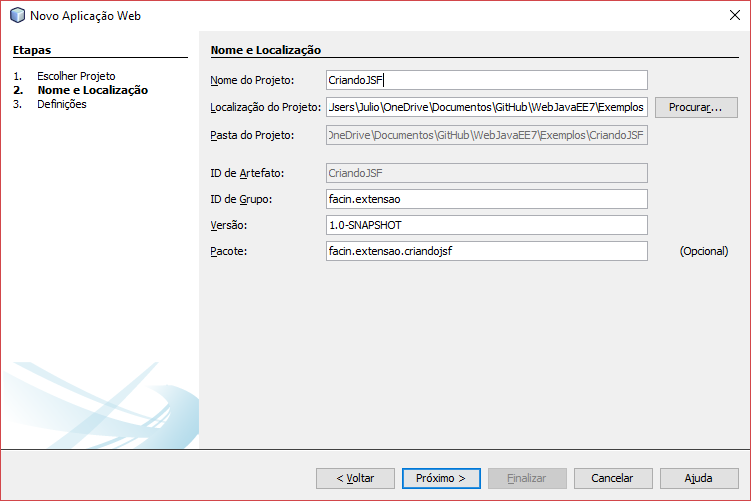 Novo Aplicação Web
Etapas
1. Escolher Projeto
2. Nome e Localização
3. Definições
Nome e Localização
Nome do Projeto: CriandoJSF
Localização do Projeto: Jsers\Julio\OneDrive\Documentos\GitHub\WebJavaEE7\Exemplos Procurar...
Pasta do Projeto: OneDrive\Documentos\GitHub\WebJavaEE7\Exemplos\CriandoJSF
ID de Artefato: CriandoJSF
ID de Grupo: facin.extensao
Versão: 1.0-SNAPSHOT
Pacote: facin.extensao.criandojsf (Opcional)
< Voltar Próximo > Finalizar Cancelar Ajuda